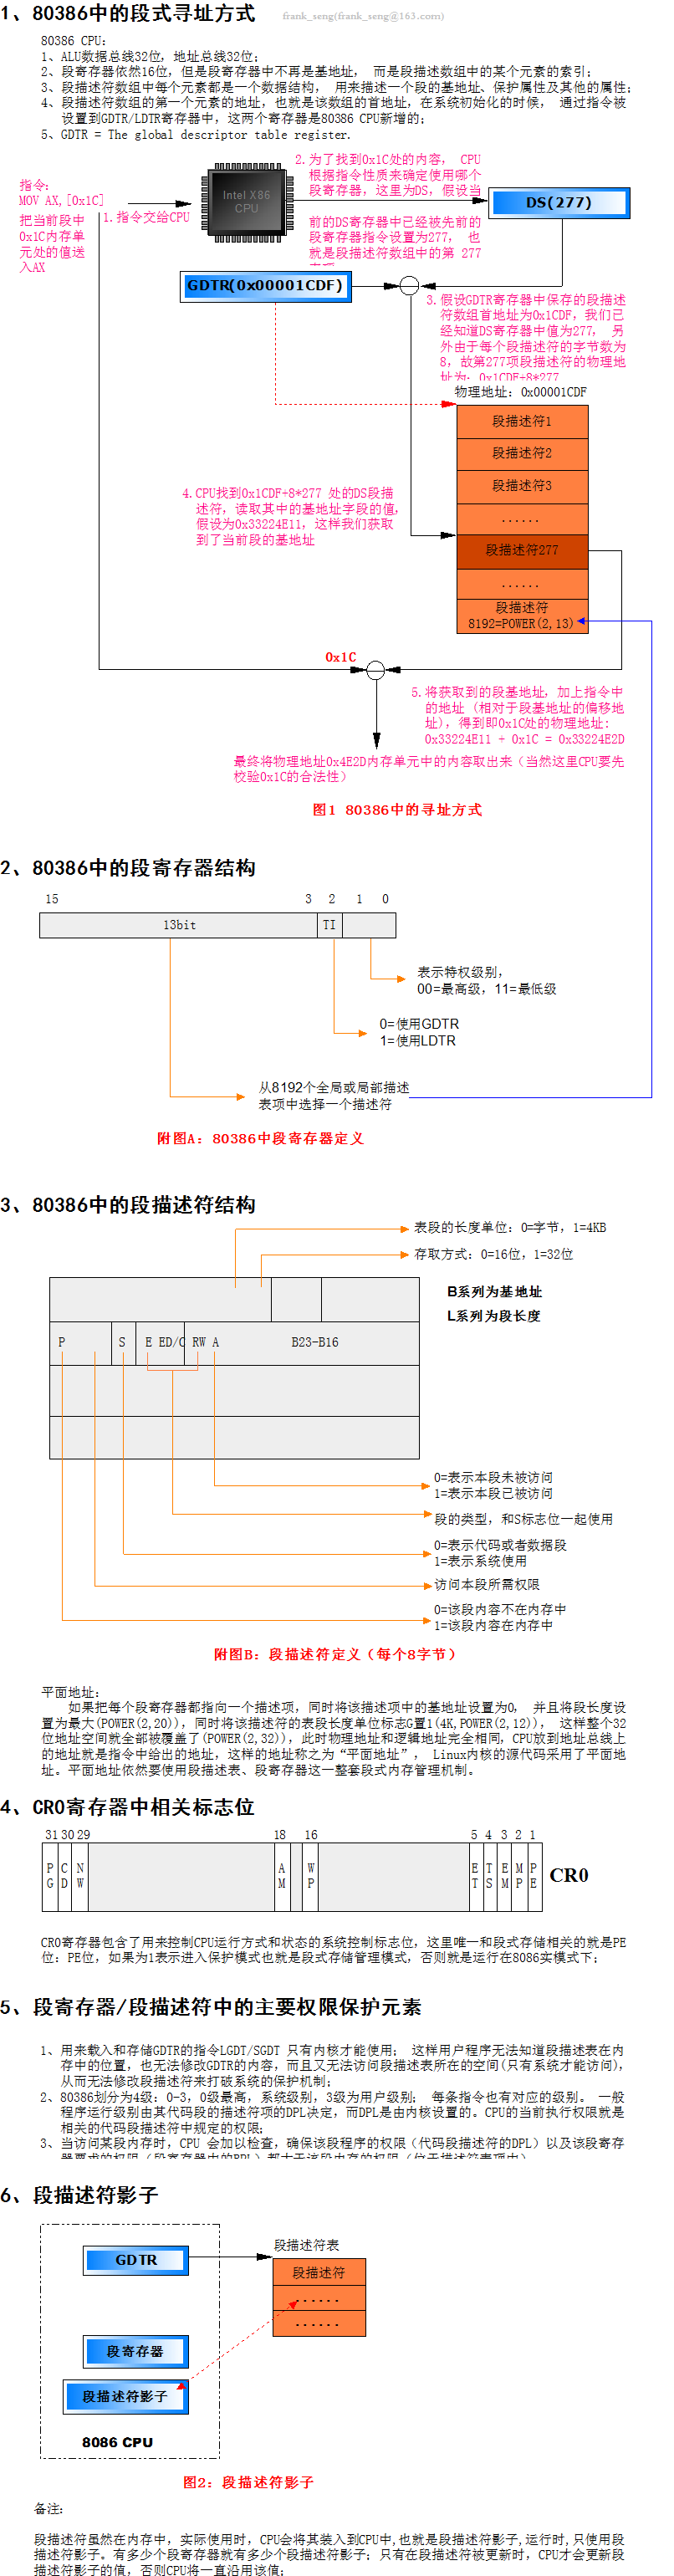 1、80386中的段式寻址方式
frank_seng(frank_seng@163.com)
80386 CPU:
1、ALU数据总线32位，地址总线32位；
2、段寄存器依然16位，但是段寄存器中不再是基地址， 而是段描述数组中的某个元素的索引；
3、段描述符数组中每个元素都是一个数据结构， 用来描述一个段的基地址、保护属性及其他的属性；
4、段描述符数组的第一个元素的地址，也就是该数组的首地址，在系统初始化的时候， 通过指令被
设置到GDTR/LDTR寄存器中，这两个寄存器是80386 CPU新增的；
5、GDTR = The global descriptor table register.
指令：
MOV AX,[0x1C]
把当前段中
0x1C内存单
元处的值送
入AX
1.指令交给CPU
Intel X86
CPU
2.为了找到0x1C处的内容， CPU
根据指令性质来确定使用哪个
段寄存器，这里为DS，假设当
前的DS寄存器中已经被先前的
段寄存器指令设置为277， 也
就是段描述符数组中的第 277
DS(277)
GDTR(0x00001CDF)
3.假设GDTR寄存器中保存的段描述
符数组首地址为0x1CDF，我们已
经知道DS寄存器中值为277， 另
外由于每个段描述符的字节数为
8，故第277项段描述符的物理地
址为：0x1CDF+8*277
物理地址：0x00001CDF
段描述符1
段描述符2
段描述符3
......
段描述符277
......
段描述符
8192=POWER(2,13)
4.CPU找到0x1CDF+8*277 处的DS段描
述符，读取其中的基地址字段的值，
假设为0x33224E11，这样我们获取
到了当前段的基地址
0x1C
5.将获取到的段基地址，加上指令中
的地址（相对于段基地址的偏移地
址），得到即0x1C处的物理地址：
0x33224E11 + 0x1C = 0x33224E2D
最终将物理地址0x4E2D内存单元中的内容取出来（当然这里CPU要先
校验0x1C的合法性）
图1 80386中的寻址方式
2、80386中的段寄存器结构
15 3 2 1 0
13bit TI
表示特权级别，
00=最高级，11=最低级
0=使用GDTR
1=使用LDTR
从8192个全局或局部描述
表项中选择一个描述符
附图A：80386中段寄存器定义
3、80386中的段描述符结构
表段的长度单位：0=字节，1=4KB
存取方式：0=16位，1=32位
B系列为基地址
L系列为段长度
P S E ED/C RW A B23-B16
0=表示本段未被访问
1=表示本段已被访问
段的类型，和S标志位一起使用
0=表示代码或者数据段
1=表示系统使用
访问本段所需权限
0=该段内容不在内存中
1=该段内容在内存中
附图B：段描述符定义（每个8字节）
平面地址：
如果把每个段寄存器都指向一个描述项，同时将该描述项中的基地址设置为0， 并且将段长度设
置为最大(POWER(2,20))，同时将该描述符的表段长度单位标志G置1(4K,POWER(2,12))， 这样整个32
位地址空间就全部被覆盖了(POWER(2,32))，此时物理地址和逻辑地址完全相同，CPU放到地址总线上
的地址就是指令中给出的地址，这样的地址称之为“平面地址”， Linux内核的源代码采用了平面地
址。平面地址依然要使用段描述表、段寄存器这一整套段式内存管理机制。
4、CR0寄存器中相关标志位
31 30 29 18 16 5 4 3 2 1
PG CD NW AM WP ET TS EM MP PE
CR0
CR0寄存器包含了用来控制CPU运行方式和状态的系统控制标志位，这里唯一和段式存储相关的就是PE
位：PE位，如果为1表示进入保护模式也就是段式存储管理模式，否则就是运行在8086实模式下；
5、段寄存器/段描述符中的主要权限保护元素
1、用来载入和存储GDTR的指令LGDT/SGDT 只有内核才能使用； 这样用户程序无法知道段描述表在内
存中的位置，也无法修改GDTR的内容，而且又无法访问段描述表所在的空间(只有系统才能访问)，
从而无法修改段描述符来打破系统的保护机制；
2、80386划分为4级：0-3，0级最高，系统级别，3级为用户级别； 每条指令也有对应的级别。 一般
程序运行级别由其代码段的描述符项的DPL决定，而DPL是由内核设置的。CPU的当前执行权限就是
相关的代码段描述符中规定的权限；
3、当访问某段内存时，CPU 会加以检查，确保该段程序的权限（代码段描述符的DPL）以及该段寄存
6、段描述符影子
GDTR
段寄存器
段描述符影子
8086 CPU
段描述符表
段描述符
......
......
图2：段描述符影子
备注：
段描述符虽然在内存中，实际使用时，CPU会将其装入到CPU中,也就是段描述符影子,运行时,只使用段
描述符影子。有多少个段寄存器就有多少个段描述符影子；只有在段描述符被更新时，CPU才会更新段
描述符影子的值，否则CPU将一直沿用该值；